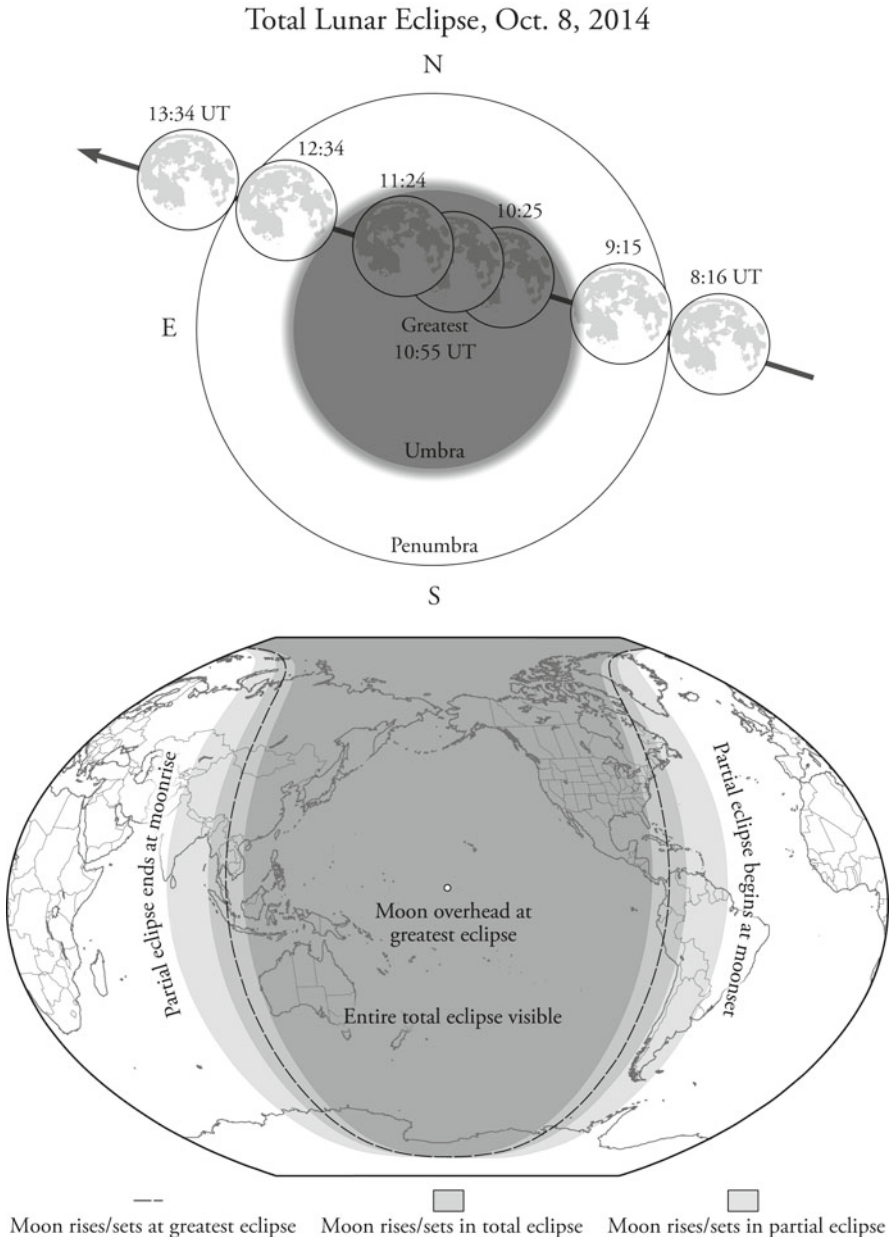 Total Lunar Eclipse, Oct. 8, 2014
N
13:34 UT
12:34
11:24
10:25
9:15
8:16 UT
E
Greatest
10:55 UT
Umbra
Penumbra
S
Partial eclipse ends at moonrise
Partial eclipse begins at moonset
Moon overhead at
greatest eclipse
Entire total eclipse visible
Moon rises/sets at greatest eclipse
Moon rises/sets in total eclipse
Moon rises/sets in partial eclipse